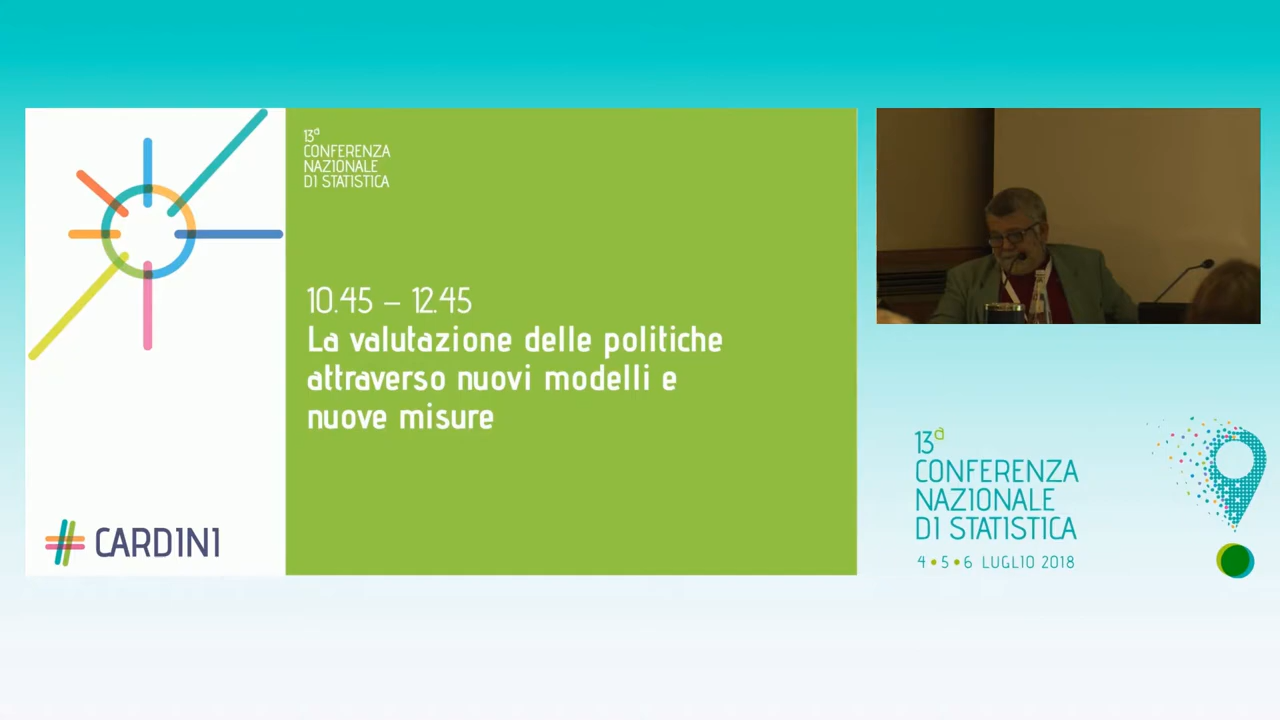 13ª
CONFERENZA
NAZIONALE
DI STATISTICA
10.45 – 12.45
La valutazione delle politiche
attraverso nuovi modelli e
nuove misure
# CARDINI
13ª
CONFERENZA
NAZIONALE
DI STATISTICA
4 • 5 • 6 LUGLIO 2018